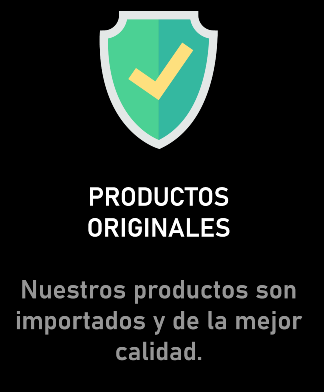 PRODUCTOS
ORIGINALES
Nuestros productos son
importados y de la mejor
calidad.